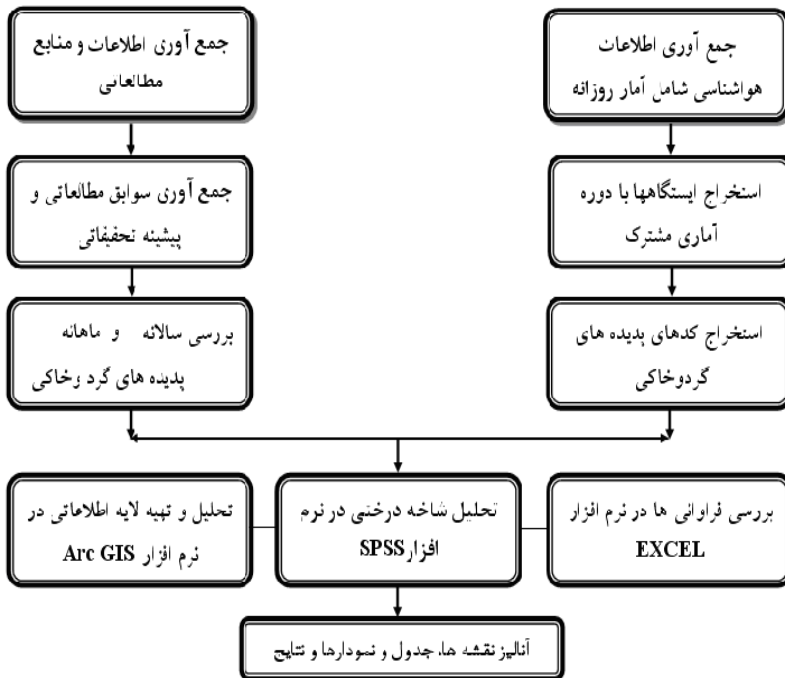 جمع آوری اطلاعات
هواشناسی شامل آمار روزانه
جمع آوری اطلاعات و منابع
مطالعاتی
استخراج ایستگاهها با دوره
آماری مشترک
جمع آوری سوابق مطالعاتی و
پیشینه تحقیقاتی
استخراج کدهای پدیده های
گردوخاکی
بررسی سالانه و ماهانه
پدیده های گرد وخاکی
بررسی فراوانی ها در نرم افزار
EXCEL
تحلیل شاخه درختی در نرم
افزار SPSS
تحلیل و تهیه لایه اطلاعاتی در
نرم افزار Arc GIS
آنالیز نقشه ها، جدول و نمودارها و نتایج